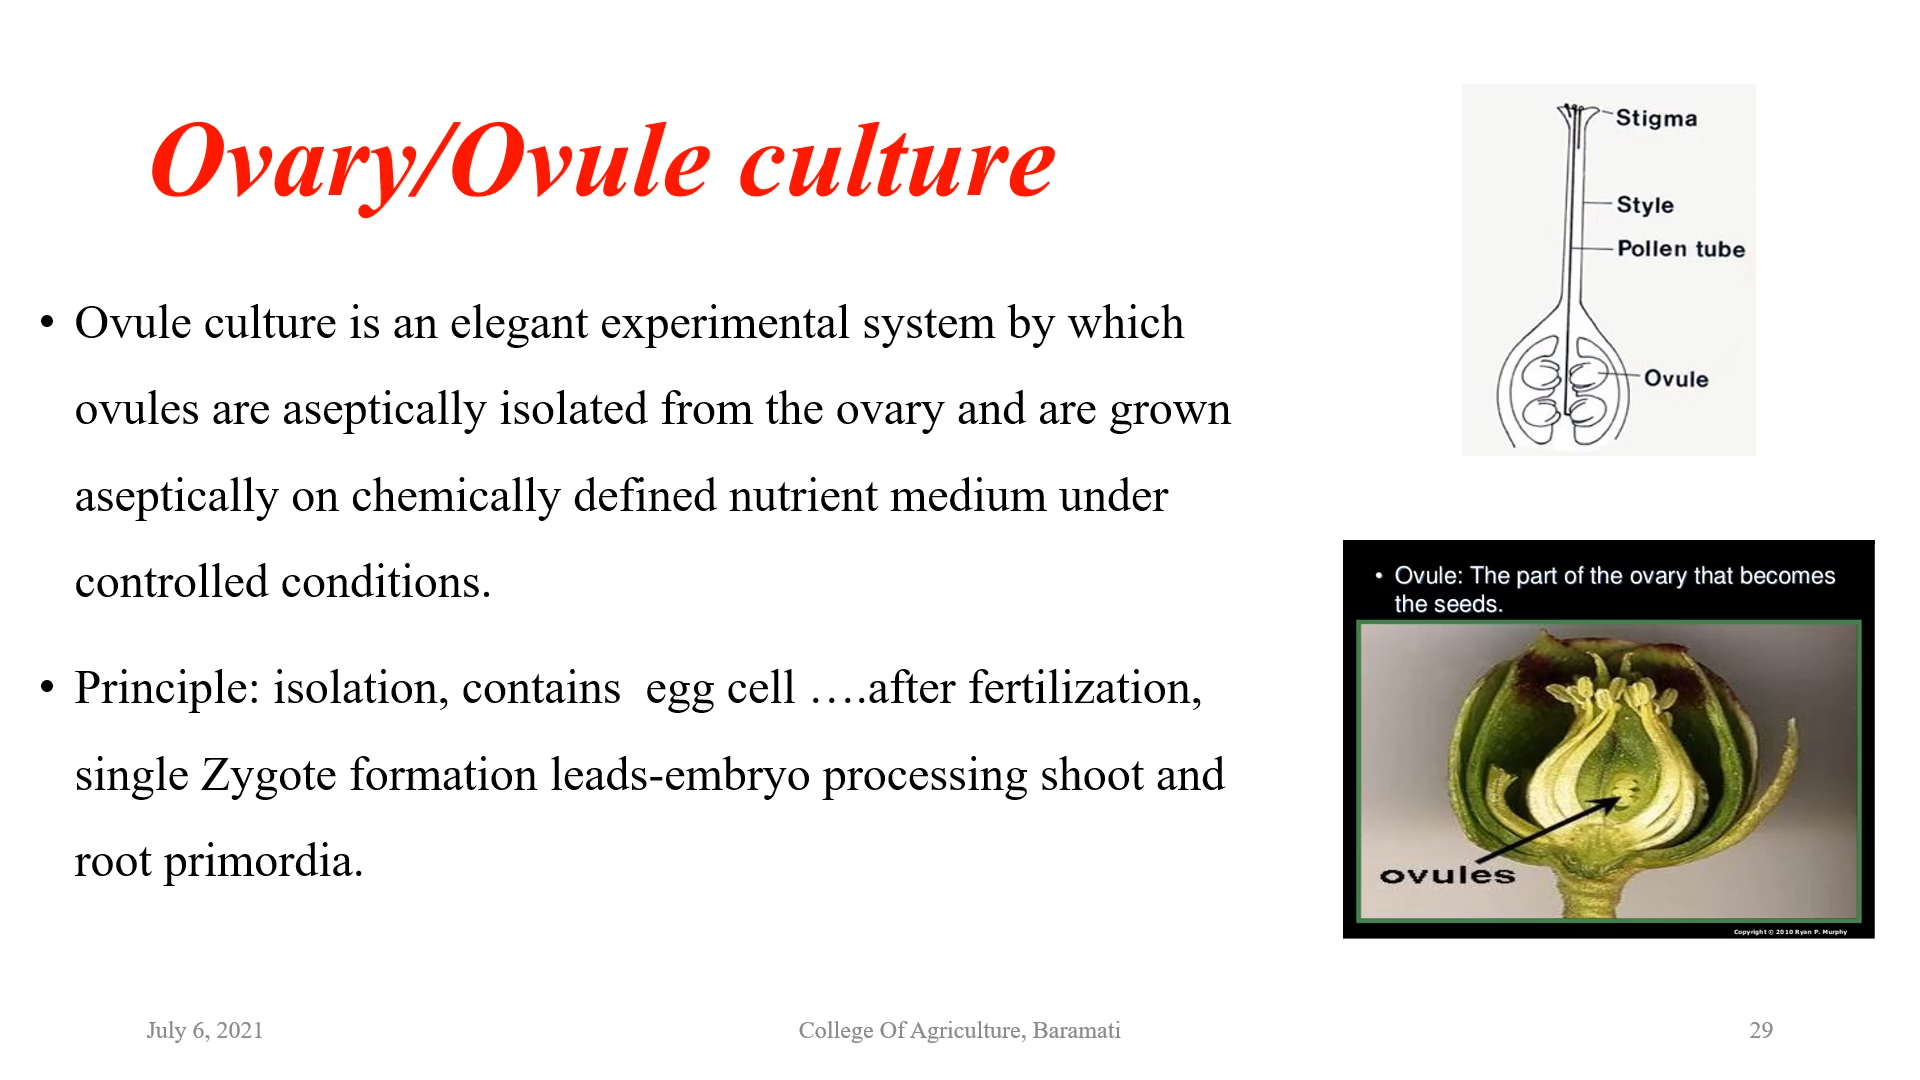 Ovary/Ovule culture
• Ovule culture is an elegant experimental system by which
ovules are aseptically isolated from the ovary and are grown
aseptically on chemically defined nutrient medium under
controlled conditions.
• Principle: isolation, contains  egg cell ….after fertilization,
single Zygote formation leads-embryo processing shoot and
root primordia.
Stigma
Style
Pollen tube
Ovule
• Ovule: The part of the ovary that becomes
the seeds.
ovules
Copyright © 2010 Ryan P. Murphy
July 6, 2021
College Of Agriculture, Baramati
29